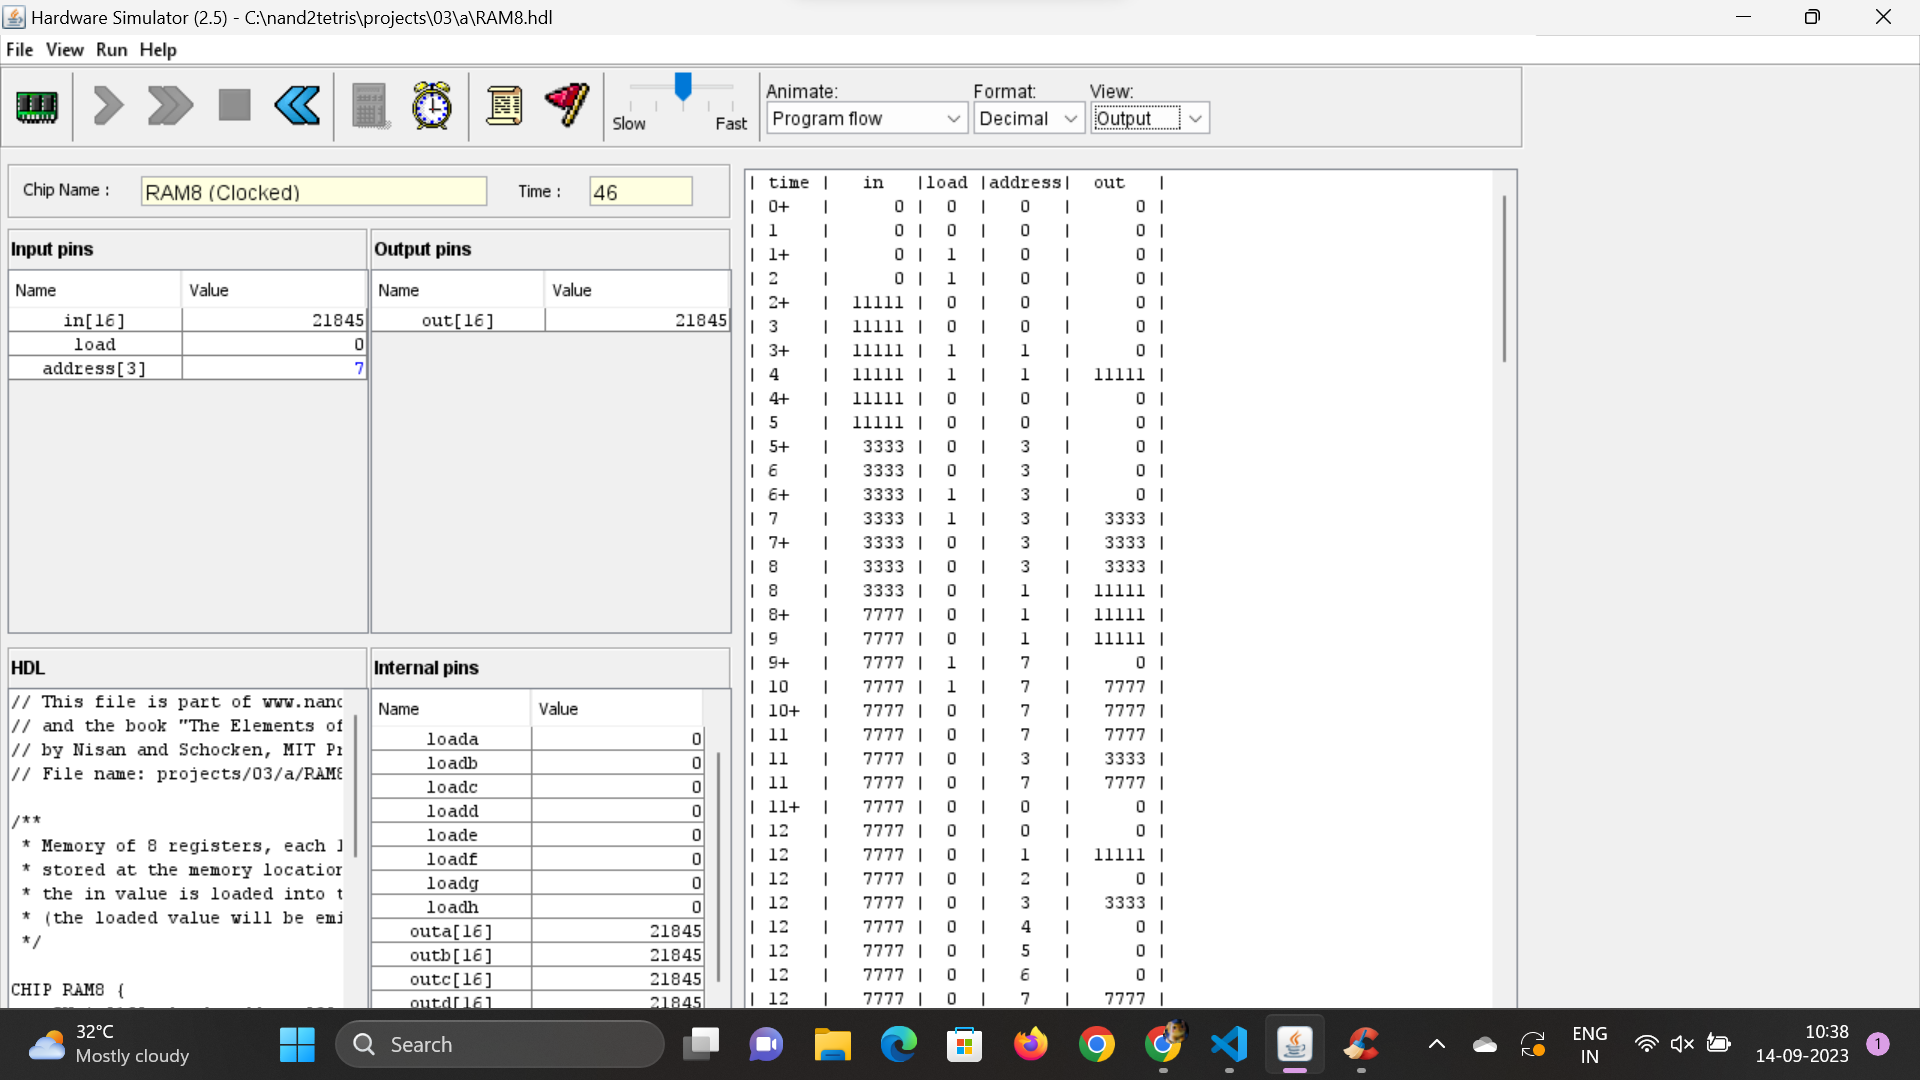 Hardware Simulator (2.5) - C:\nand2tetris\projects\03\a\RAM8.hdl
File View Run Help
Slow Fast
Animate: Format: View:
Program flow Decimal Output
Chip Name : RAM8 (Clocked) Time : 46
Input pins
Name Value
in[16] 21845
load 0
address[3] 7
Output pins
Name Value
out[16] 21845
HDL
// This file is part of www.nand
// and the book "The Elements of
// by Nisan and Schocken, MIT Pr
// File name: projects/03/a/RAM8
/**
* Memory of 8 registers, each 1
* stored at the memory location
* the in value is loaded into t
* (the loaded value will be emi
*/
CHIP RAM8 {
Internal pins
Name Value
loada 0
loadb 0
loadc 0
loadd 0
loade 0
loadf 0
loadg 0
loadh 0
outa[16] 21845
outb[16] 21845
outc[16] 21845
outd[16] 21845
| time | in |load |address| out |
| 0+ | 0 | 0 | 0 | 0 |
| 1 | 0 | 0 | 0 | 0 |
| 1+ | 0 | 1 | 0 | 0 |
| 2 | 0 | 1 | 0 | 0 |
| 2+ | 11111 | 0 | 0 | 0 |
| 3 | 11111 | 0 | 0 | 0 |
| 3+ | 11111 | 1 | 1 | 0 |
| 4 | 11111 | 1 | 1 | 11111 |
| 4+ | 11111 | 0 | 0 | 0 |
| 5 | 11111 | 0 | 0 | 0 |
| 5+ | 3333 | 0 | 3 | 0 |
| 6 | 3333 | 0 | 3 | 0 |
| 6+ | 3333 | 1 | 3 | 0 |
| 7 | 3333 | 1 | 3 | 3333 |
| 7+ | 3333 | 0 | 3 | 3333 |
| 8 | 3333 | 0 | 3 | 3333 |
| 8 | 3333 | 0 | 1 | 11111 |
| 8+ | 7777 | 0 | 1 | 11111 |
| 9 | 7777 | 0 | 1 | 11111 |
| 9+ | 7777 | 1 | 7 | 0 |
| 10 | 7777 | 1 | 7 | 7777 |
| 10+ | 7777 | 0 | 7 | 7777 |
| 11 | 7777 | 0 | 7 | 7777 |
| 11 | 7777 | 0 | 3 | 3333 |
| 11 | 7777 | 0 | 7 | 7777 |
| 11+ | 7777 | 0 | 0 | 0 |
| 12 | 7777 | 0 | 0 | 0 |
| 12 | 7777 | 0 | 1 | 11111 |
| 12 | 7777 | 0 | 2 | 0 |
| 12 | 7777 | 0 | 3 | 3333 |
| 12 | 7777 | 0 | 4 | 0 |
| 12 | 7777 | 0 | 5 | 0 |
| 12 | 7777 | 0 | 6 | 0 |
| 12 | 7777 | 0 | 7 | 7777 |
32°C
Mostly cloudy
Search
ENG
IN
10:38
14-09-2023
1